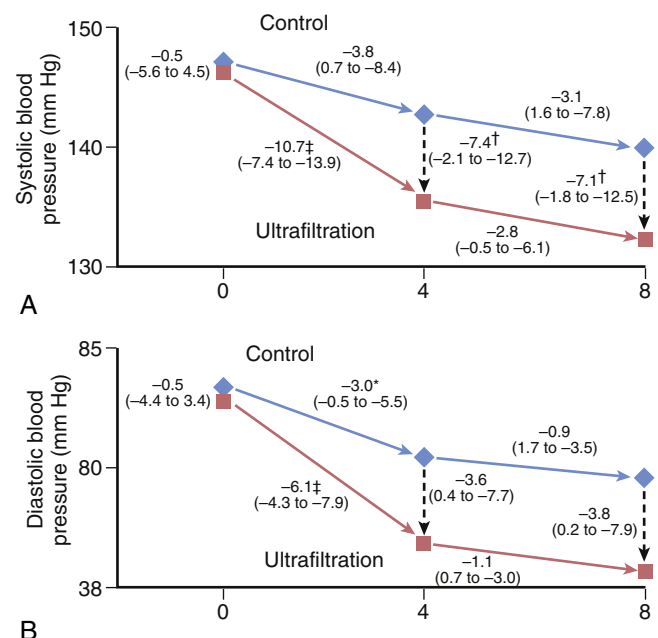 150
Control
–0.5
(–5.6 to 4.5)
–3.8
(0.7 to –8.4)
–3.1
(1.6 to –7.8)
Systolic blood
pressure (mm Hg)
140
–10.7‡
(–7.4 to –13.9)
–7.4†
(–2.1 to –12.7)
–7.1†
(–1.8 to –12.5)
Ultrafiltration
–2.8
(–0.5 to –6.1)
130
A
0
4
8
85
Control
–0.5
(–4.4 to 3.4)
–3.0*
(–0.5 to –5.5)
–0.9
(1.7 to –3.5)
Diastolic blood
pressure (mm Hg)
80
–6.1‡
(–4.3 to –7.9)
–3.6
(0.4 to –7.7)
–3.8
(0.2 to –7.9)
Ultrafiltration
–1.1
(0.7 to –3.0)
38
B
0
4
8